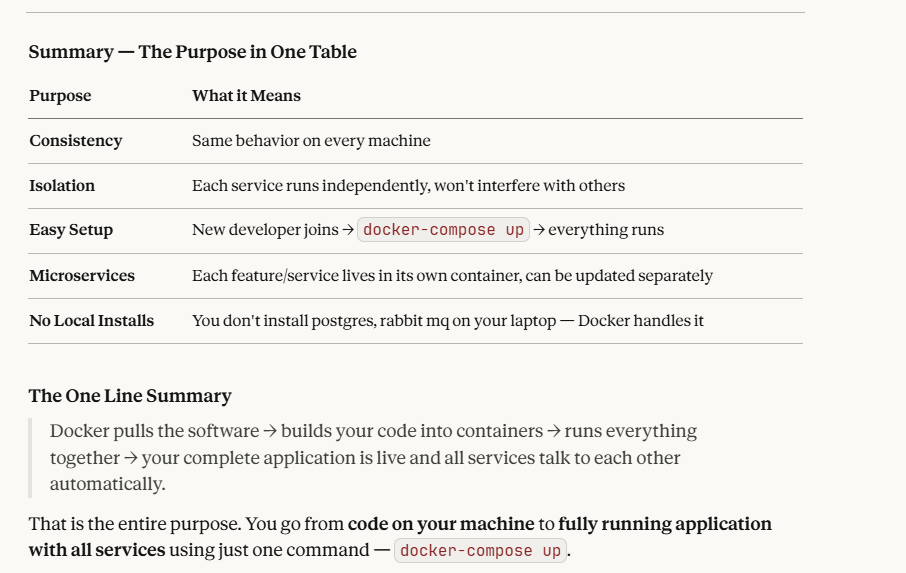 Summary — The Purpose in One Table
Purpose What it Means
Consistency Same behavior on every machine
Isolation Each service runs independently, won't interfere with others
Easy Setup New developer joins → docker-compose up → everything runs
Microservices Each feature/service lives in its own container, can be updated separately
No Local Installs You don't install postgres, rabbit mq on your laptop — Docker handles it
The One Line Summary
Docker pulls the software → builds your code into containers → runs everything
together → your complete application is live and all services talk to each other
automatically.
That is the entire purpose. You go from code on your machine to fully running application
with all services using just one command — docker-compose up.